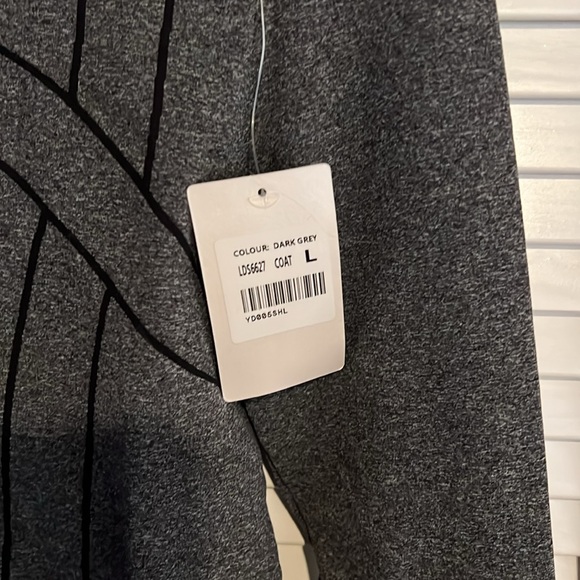 COLOUR: DARK GREY
LDS6627 COAT L
YD0065HL